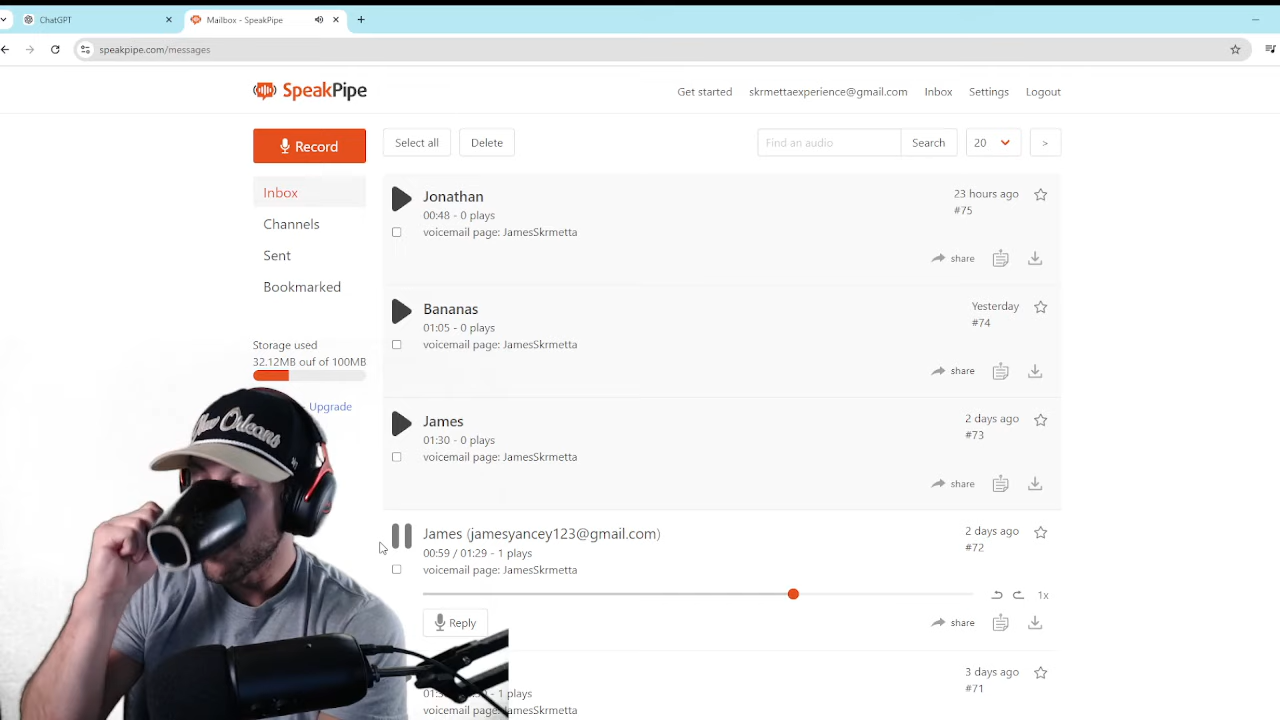 ChatGPT
Mailbox - SpeakPipe
speakpipe.com/messages
SpeakPipe
Get started
skrmettaexperience@gmail.com
Inbox
Settings
Logout
Record
Select all
Delete
Find an audio
Search
20
>
Inbox
Channels
Sent
Bookmarked
Storage used
32.12MB ouf of 100MB
Upgrade
Jonathan
23 hours ago
00:48 - 0 plays
#75
voicemail page: JamesSkrmetta
share
Bananas
Yesterday
01:05 - 0 plays
#74
voicemail page: JamesSkrmetta
share
James
2 days ago
01:30 - 0 plays
#73
voicemail page: JamesSkrmetta
share
James (jamesyancey123@gmail.com)
2 days ago
00:59 / 01:29 - 1 plays
#72
voicemail page: JamesSkrmetta
1x
Reply
share
3 days ago
#71
1 plays
voicemail page: JamesSkrmetta
New Orleans